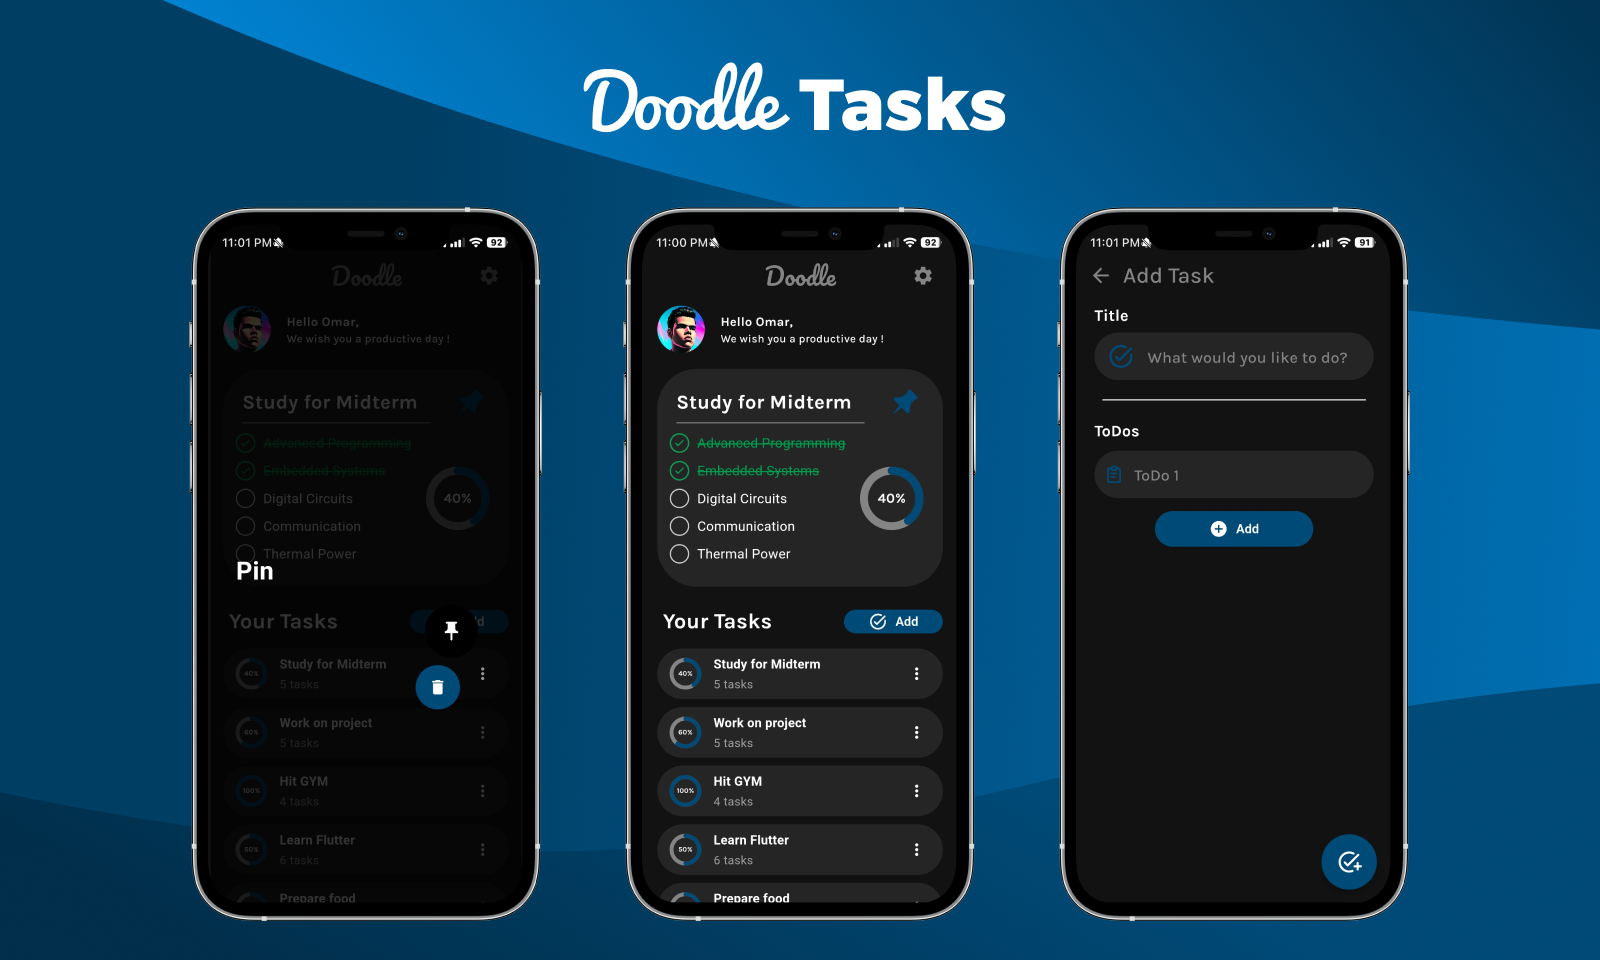 Doodle Tasks
11:01 PM
92
Doodle
Hello Omar,
We wish you a productive day !
Study for Midterm
Advanced Programming
Embedded Systems
Digital Circuits
40%
Communication
Thermal Power
Pin
Your Tasks
Study for Midterm
40%
5 tasks
Work on project
60%
5 tasks
Hit GYM
100%
4 tasks
Learn Flutter
50%
6 tasks
Prepare food
11:00 PM
92
Doodle
Hello Omar,
We wish you a productive day !
Study for Midterm
Advanced Programming
Embedded Systems
Digital Circuits
40%
Communication
Thermal Power
Your Tasks
Add
Study for Midterm
40%
5 tasks
Work on project
60%
5 tasks
Hit GYM
100%
4 tasks
Learn Flutter
50%
6 tasks
Prepare food
11:01 PM
91
Add Task
Title
What would you like to do?
ToDos
ToDo 1
Add